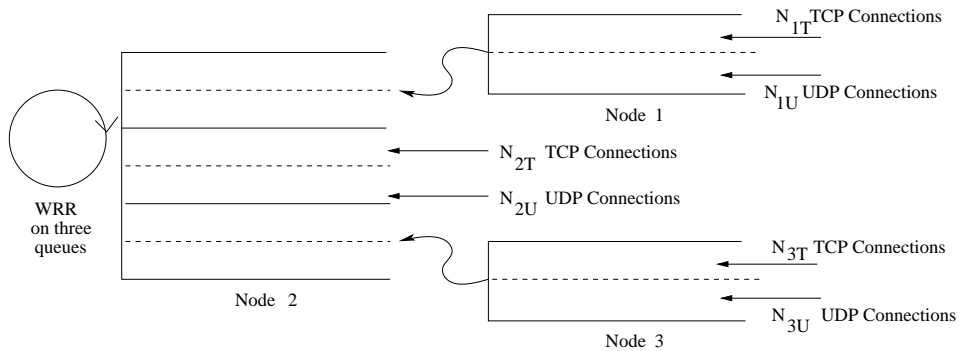 N1T TCP Connections
N1U UDP Connections
Node 1
N2T TCP Connections
N2U UDP Connections
WRR
on three
queues
Node 2
N3T TCP Connections
N3U UDP Connections
Node 3